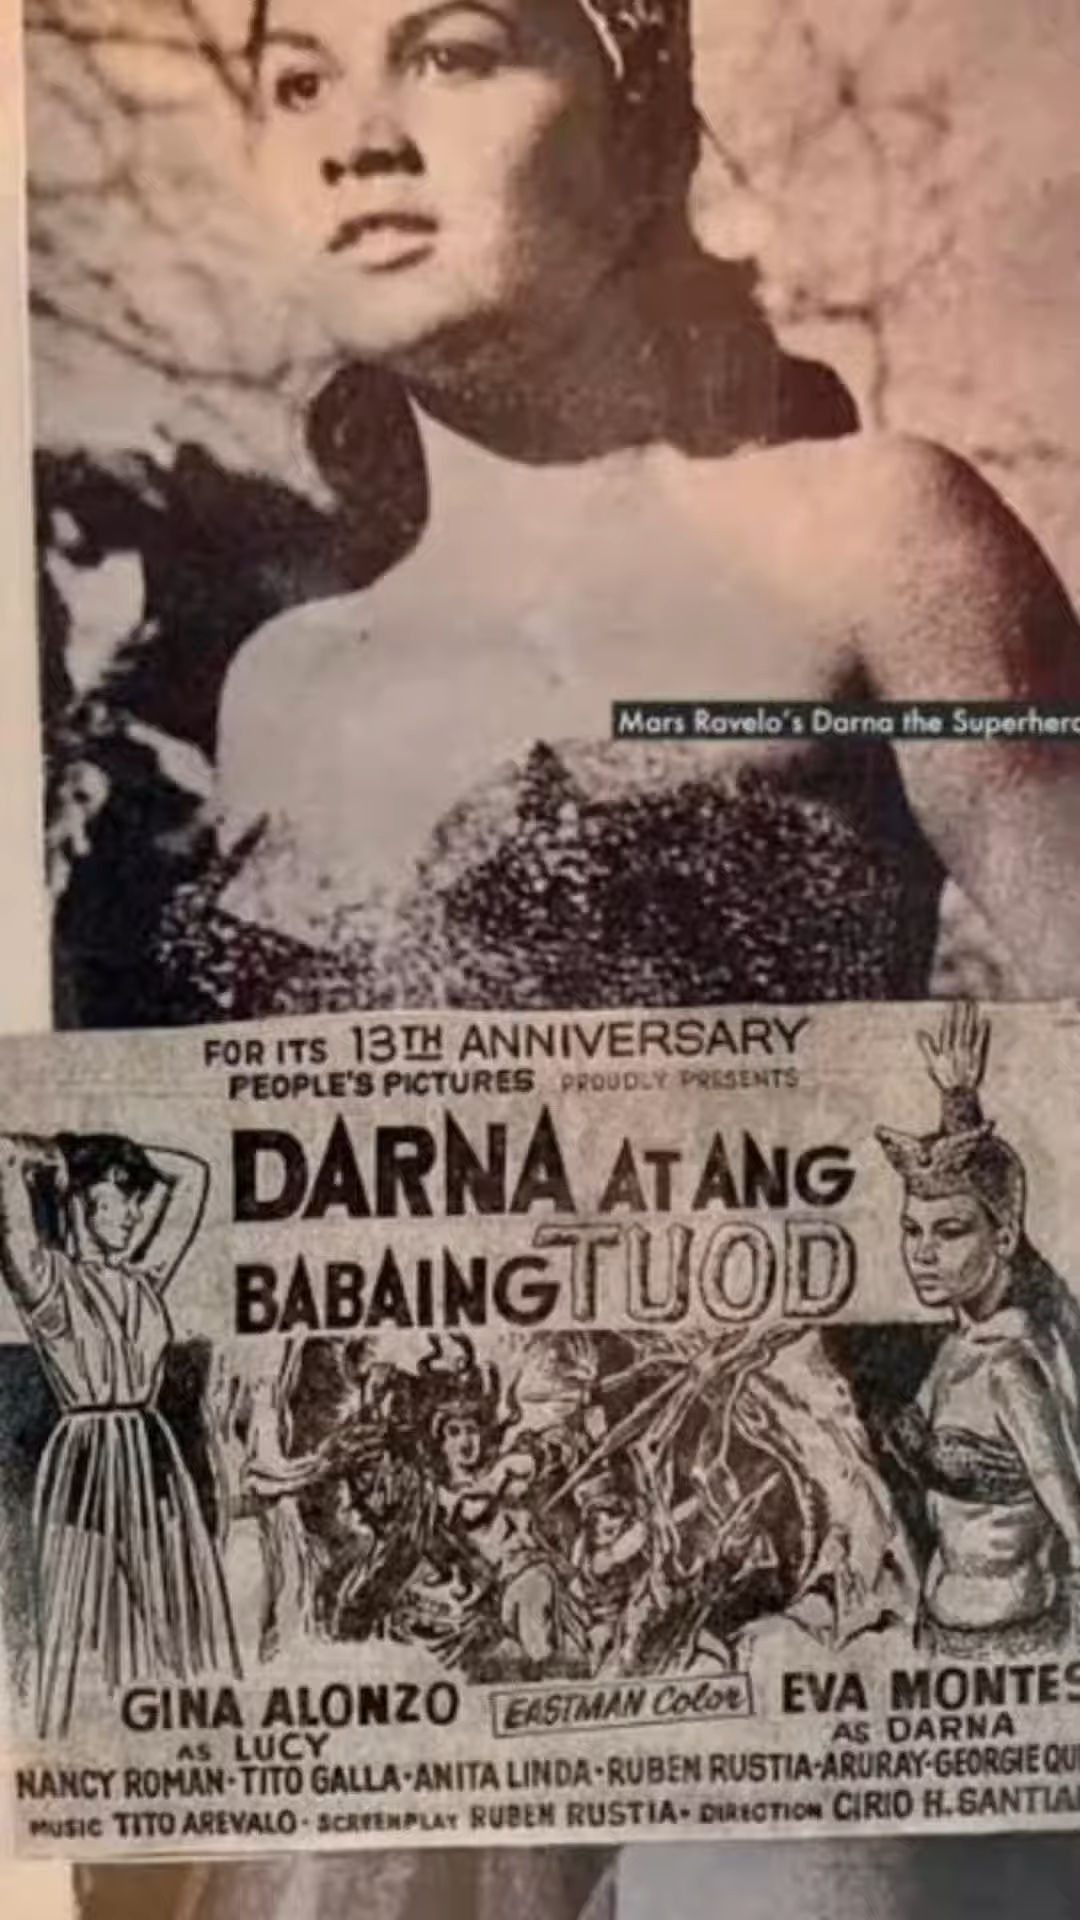 Mars Ravelo's Darna the Superhero
FOR ITS 13TH ANNIVERSARY
PEOPLE'S PICTURES PROUDLY PRESENTS
DARNA AT ANG
BABAING TUOD
GINA ALONZO
AS LUCY
EASTMAN Color
EVA MONTES
AS DARNA
NANCY ROMAN·TITO GALLA·ANITA LINDA·RUBEN RUSTIA·ARURAY·GEORGIE
MUSIC TITO AREVALO· SCREENPLAY RUBEN RUSTIA· DIRECTION CIRIO H.